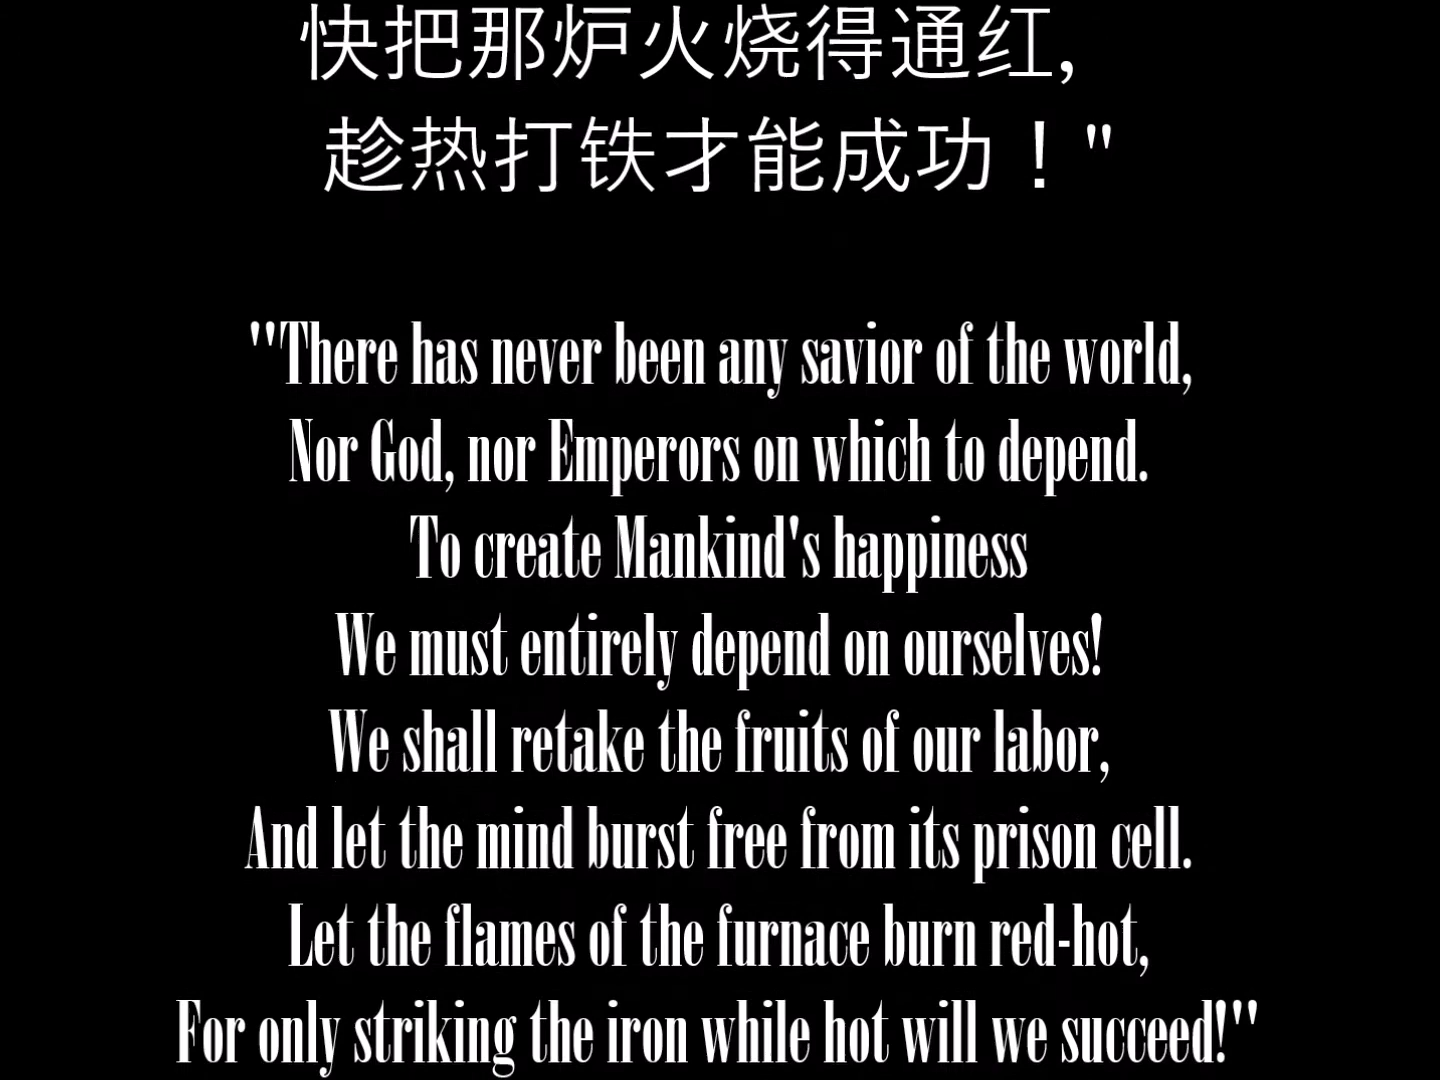 快把那炉火烧得通红,
趁热打铁才能成功！"
"There has never been any savior of the world,
Nor God, nor Emperors on which to depend.
To create Mankind's happiness
We must entirely depend on ourselves!
We shall retake the fruits of our labor,
And let the mind burst free from its prison cell.
Let the flames of the furnace burn red-hot,
For only striking the iron while hot will we succeed!"